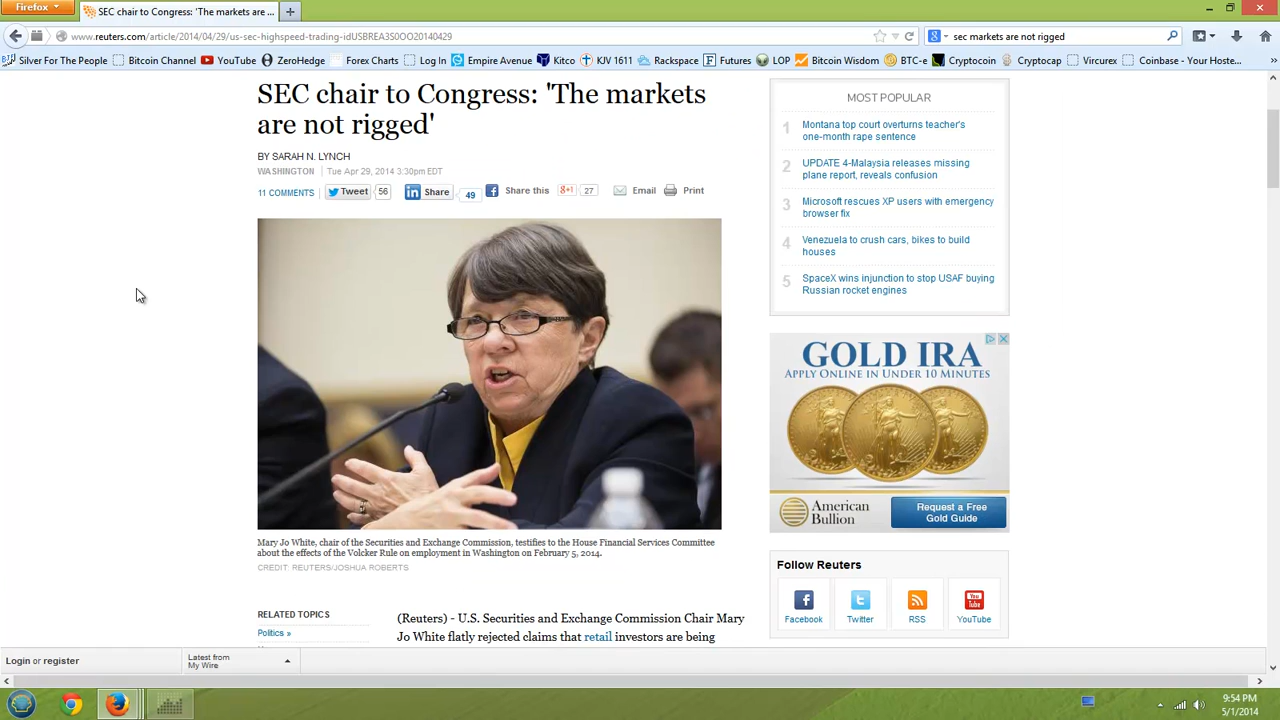 Firefox
SEC chair to Congress: 'The markets are ...
www.reuters.com/article/2014/04/29/us-sec-highspeed-trading-idUSBREA3S0OO20140429
sec markets are not rigged
Silver For The People
Bitcoin Channel
YouTube
ZeroHedge
Forex Charts
Log In
Empire Avenue
Kitco
KJV 1611
Rackspace
Futures
LOP
Bitcoin Wisdom
BTC-e
Cryptocoin
Cryptocap
Vircurex
Coinbase - Your Hoste...
SEC chair to Congress: 'The markets
are not rigged'
BY SARAH N. LYNCH
WASHINGTON | Tue Apr 29, 2014 3:30pm EDT
11 COMMENTS
Tweet 56
in Share 49
Share this
g+1 27
Email
Print
Mary Jo White, chair of the Securities and Exchange Commission, testifies to the House Financial Services Committee
about the effects of the Volcker Rule on employment in Washington on February 5, 2014.
CREDIT: REUTERS/JOSHUA ROBERTS
RELATED TOPICS
Politics »
(Reuters) - U.S. Securities and Exchange Commission Chair Mary
Jo White flatly rejected claims that retail investors are being
MOST POPULAR
1 Montana top court overturns teacher's
one-month rape sentence
2 UPDATE 4-Malaysia releases missing
plane report, reveals confusion
3 Microsoft rescues XP users with emergency
browser fix
4 Venezuela to crush cars, bikes to build
houses
5 SpaceX wins injunction to stop USAF buying
Russian rocket engines
GOLD IRA
APPLY ONLINE IN UNDER 10 MINUTES
American
Bullion
Request a Free
Gold Guide
Follow Reuters
Facebook
Twitter
RSS
YouTube
Login or register
Latest from
My Wire
9:54 PM
5/1/2014